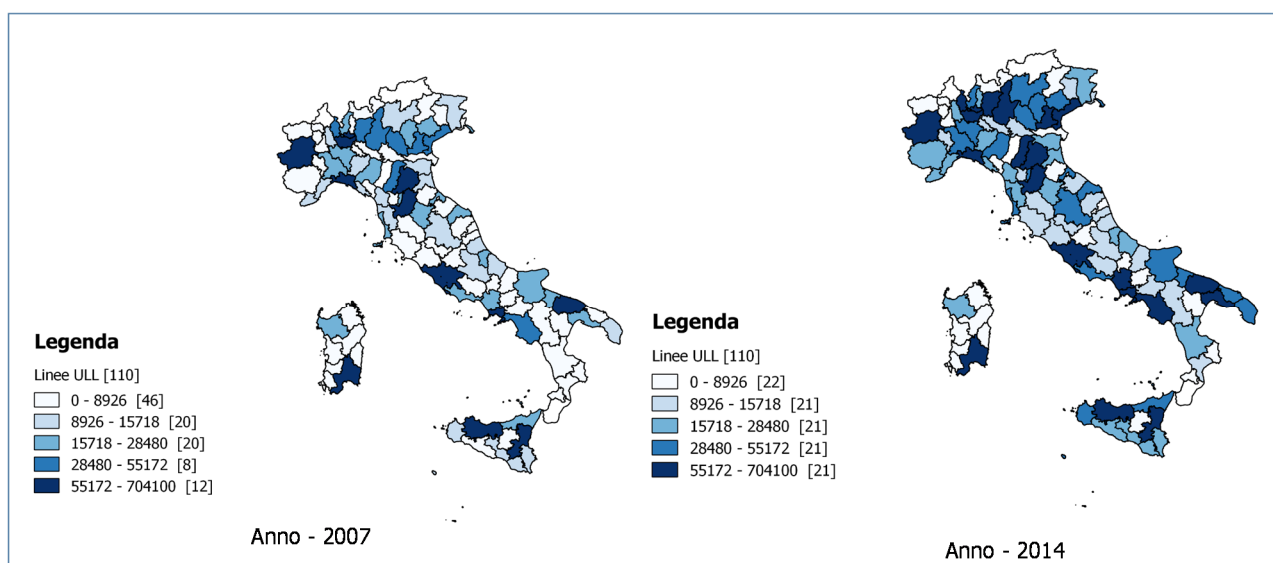 Legenda
Linee ULL [110]
0 - 8926 [46]
8926 - 15718 [20]
15718 - 28480 [20]
28480 - 55172 [8]
55172 - 704100 [12]
Anno - 2007
Legenda
Linee ULL [110]
0 - 8926 [22]
8926 - 15718 [21]
15718 - 28480 [21]
28480 - 55172 [21]
55172 - 704100 [21]
Anno - 2014